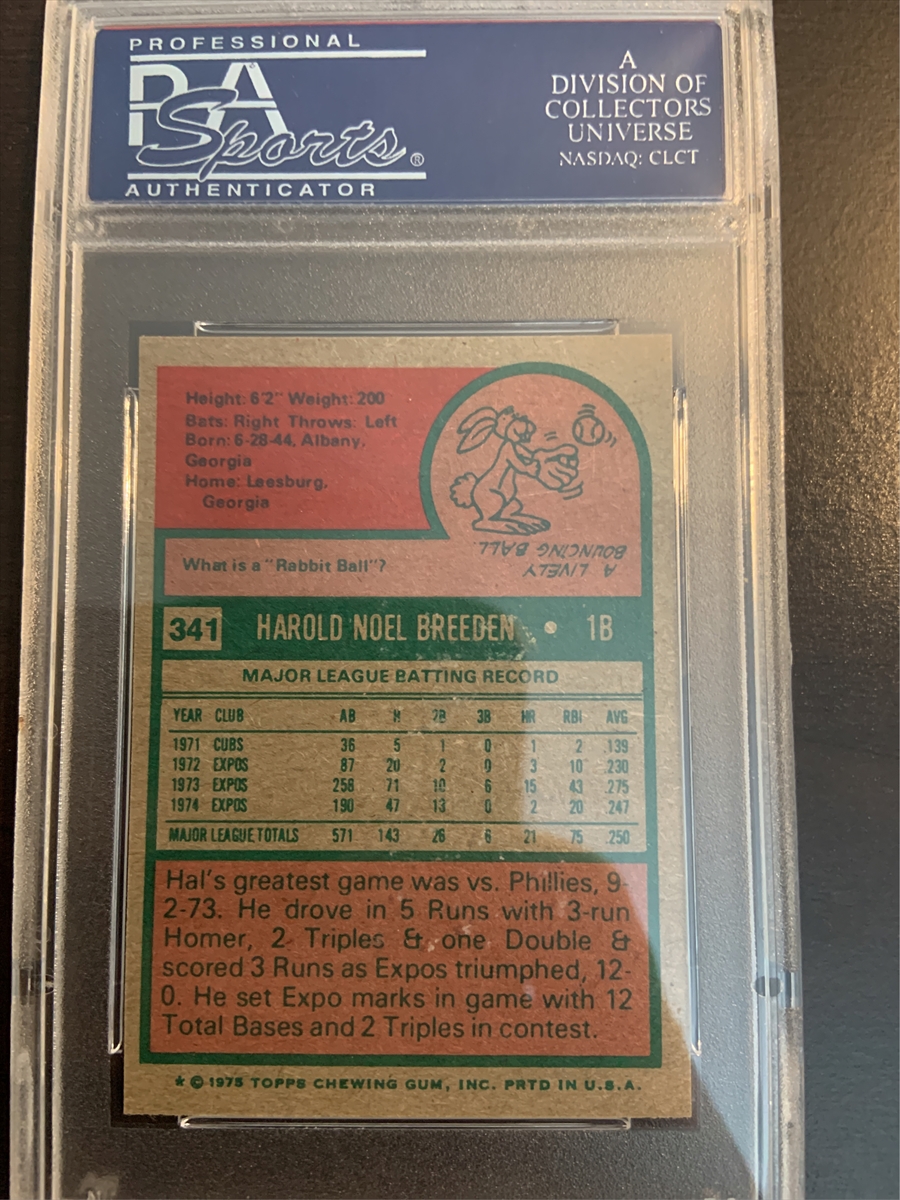 PROFESSIONAL
PSA
Sports®
AUTHENTICATOR
A
DIVISION OF
COLLECTORS
UNIVERSE
NASDAQ: CLCT
Height: 6'2" Weight: 200
Bats: Right Throws: Left
Born: 6-28-44, Albany,
Georgia
Home: Leesburg,
Georgia
What is a "Rabbit Ball"?
A LIVELY
BOUNCING BALL.
341 HAROLD NOEL BREEDEN • 1B
MAJOR LEAGUE BATTING RECORD
YEAR CLUB AB H 2B 3B HR RBI AVG
1971 CUBS 36 5 1 0 1 2 .139
1972 EXPOS 87 20 2 0 3 10 .230
1973 EXPOS 258 71 10 6 15 43 .275
1974 EXPOS 190 47 13 0 2 20 .247
MAJOR LEAGUE TOTALS 571 143 26 6 21 75 .250
Hal's greatest game was vs. Phillies, 9-
2-73. He drove in 5 Runs with 3-run
Homer, 2 Triples & one Double &
scored 3 Runs as Expos triumphed, 12-
0. He set Expo marks in game with 12
Total Bases and 2 Triples in contest.
* © 1975 TOPPS CHEWING GUM, INC. PRTD IN U.S.A.